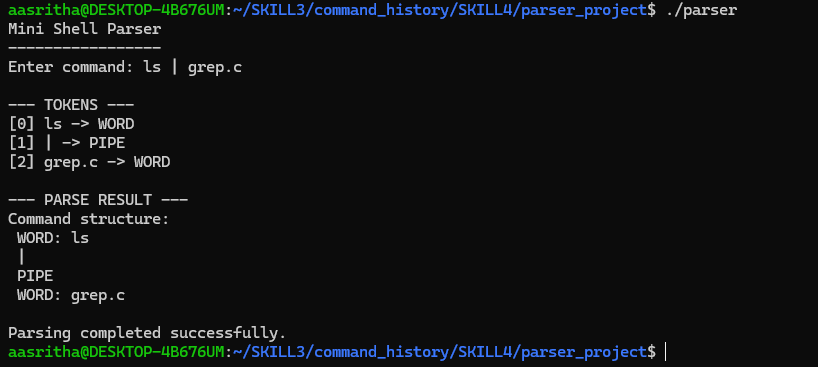 aasritha@DESKTOP-4B676UM:~/SKILL3/command_history/SKILL4/parser_project$ ./parser
Mini Shell Parser
-----------------
Enter command: ls | grep.c

--- TOKENS ---
[0] ls -> WORD
[1] | -> PIPE
[2] grep.c -> WORD

--- PARSE RESULT ---
Command structure:
 WORD: ls
 |
 PIPE
 WORD: grep.c

Parsing completed successfully.
aasritha@DESKTOP-4B676UM:~/SKILL3/command_history/SKILL4/parser_project$